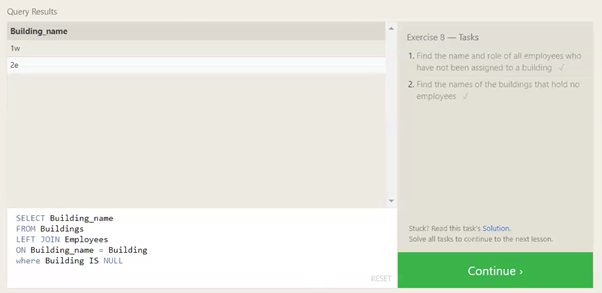 Query Results
Building_name
1w
2e
SELECT Building_name
FROM Buildings
LEFT JOIN Employees
ON Building_name = Building
where Building IS NULL
RESET
Exercise 8 — Tasks
1. Find the name and role of all employees who
have not been assigned to a building ✓
2. Find the names of the buildings that hold no
employees ✓
Stuck? Read this task's Solution.
Solve all tasks to continue to the next lesson.
Continue ›